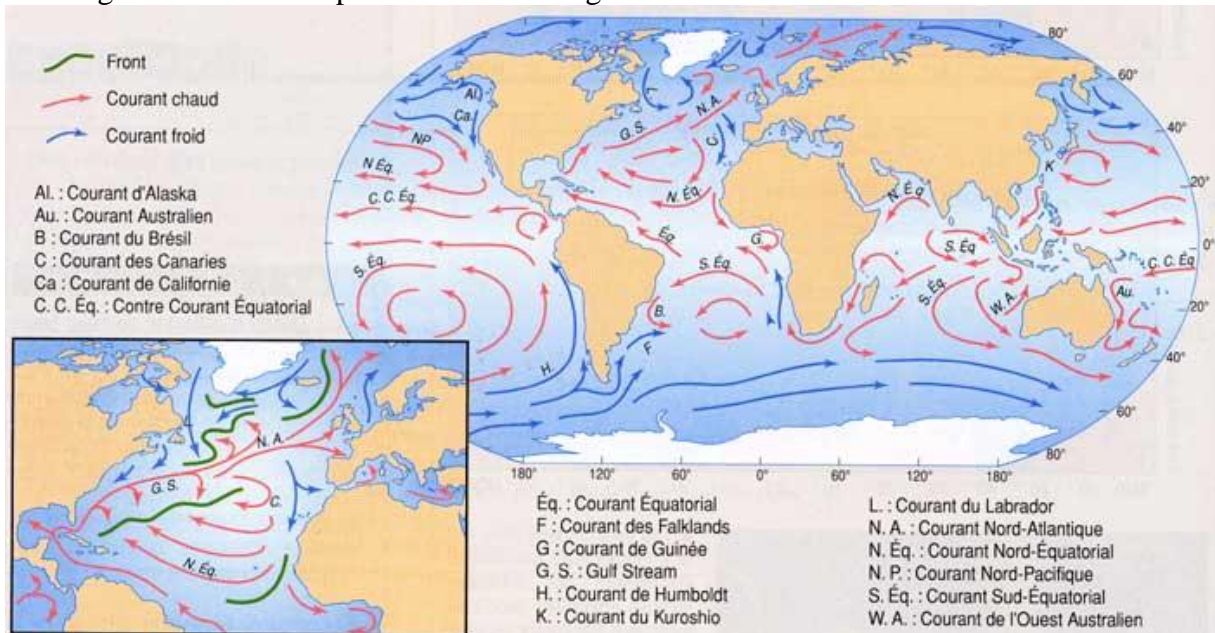 Front
Courant chaud
Courant froid
Al. : Courant d'Alaska
Au. : Courant Australien
B : Courant du Brésil
C : Courant des Canaries
Ca : Courant de Californie
C. C. Éq. : Contre Courant Équatorial
80°
60°
40°
20°
0°
20°
40°
60°
80°
Al.
Ca.
NP
N Éq.
C. C. Éq.
S. Éq.
H.
L.
G. S.
N. A.
C.
N. Éq.
Éq.
G.
S. Éq.
B.
F
N. Éq.
S. Éq
S. Éq.
W. A.
K
C. C. Éq
Au.
180°
120°
60°
0°
60°
120°
180°
L
N. A.
G. S.
C.
N. Éq.
Éq. : Courant Équatorial
F : Courant des Falklands
G : Courant de Guinée
G. S. : Gulf Stream
H. : Courant de Humboldt
K. : Courant du Kuroshio
L. : Courant du Labrador
N. A. : Courant Nord-Atlantique
N. Éq. : Courant Nord-Équatorial
N. P. : Courant Nord-Pacifique
S. Éq. : Courant Sud-Équatorial
W. A. : Courant de l'Ouest Australien